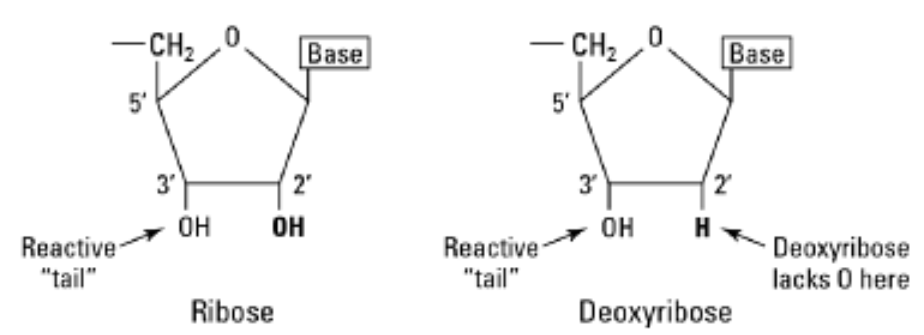 —CH₂ O Base
5′
3′ 2′
OH OH
Reactive
“tail”
Ribose
—CH₂ O Base
5′
3′ 2′
OH H
Reactive
“tail”
Deoxyribose
lacks O here
Deoxyribose